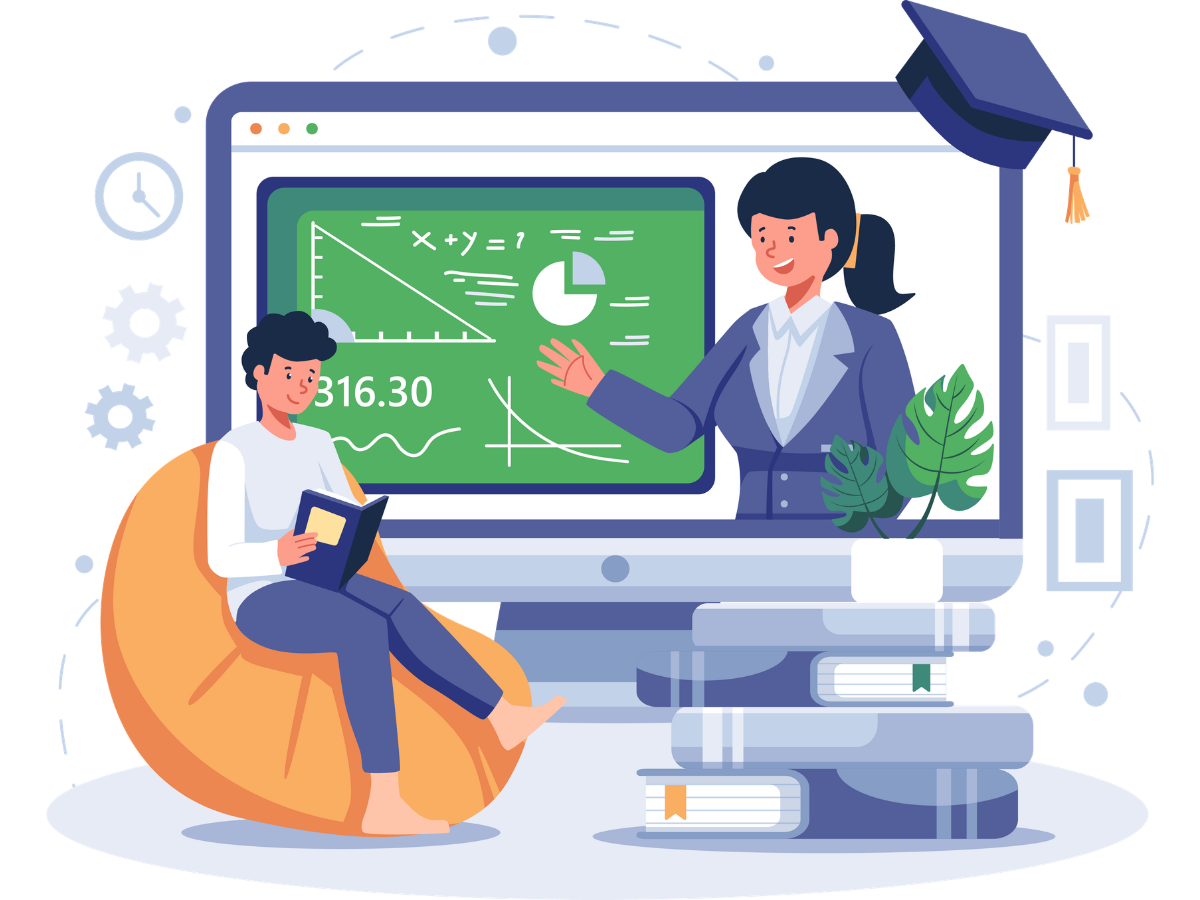 x + y = ?
316.30